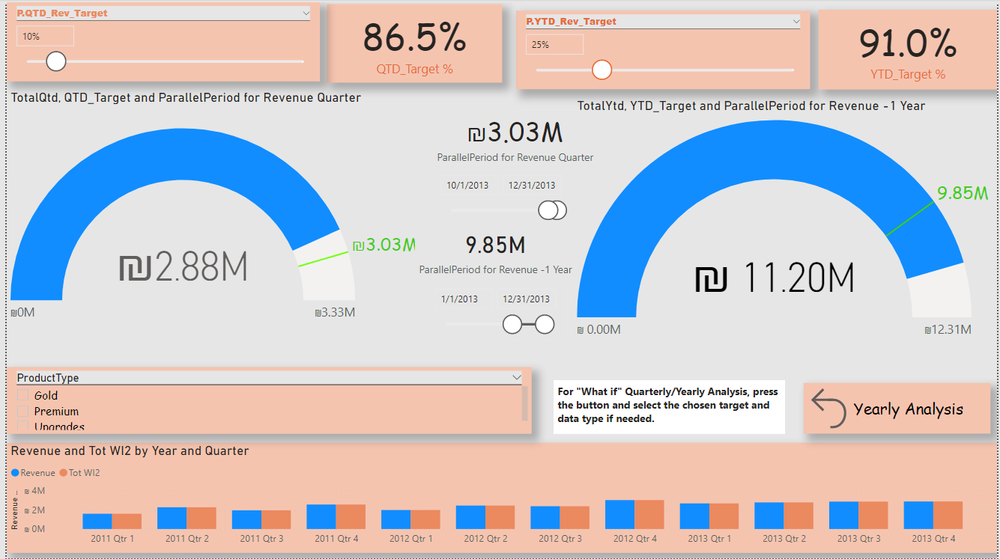 P.QTD_Rev_Target
10%
86.5%
QTD_Target %
P.YTD_Rev_Target
25%
91.0%
YTD_Target %
TotalQtd, QTD_Target and ParallelPeriod for Revenue Quarter
₪3.03M
₪2.88M
₪0M
₪3.33M
₪3.03M
ParallelPeriod for Revenue Quarter
10/1/2013
12/31/2013
9.85M
ParallelPeriod for Revenue -1 Year
1/1/2013
12/31/2013
TotalYtd, YTD_Target and ParallelPeriod for Revenue -1 Year
9.85M
₪ 11.20M
₪ 0.00M
₪12.31M
ProductType
Gold
Premium
Upgrades
For "What if" Quarterly/Yearly Analysis, press
the button and select the chosen target and
data type if needed.
Yearly Analysis
Revenue and Tot WI2 by Year and Quarter
Revenue
Tot WI2
Revenue ...
₪ 4M
₪ 2M
₪ 0M
2011 Qtr 1
2011 Qtr 2
2011 Qtr 3
2011 Qtr 4
2012 Qtr 1
2012 Qtr 2
2012 Qtr 3
2012 Qtr 4
2013 Qtr 1
2013 Qtr 2
2013 Qtr 3
2013 Qtr 4